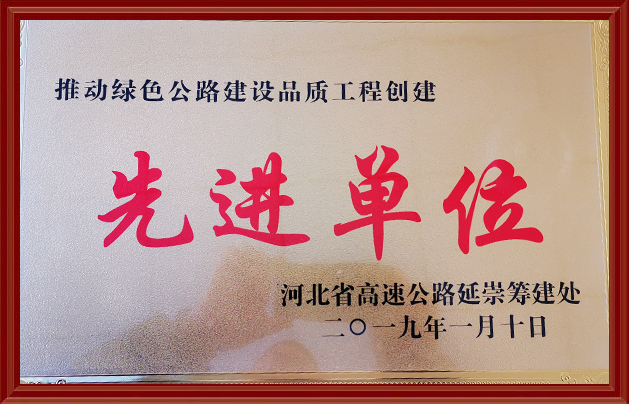 推动绿色公路建设品质工程创建
先进单位
河北省高速公路延崇筹建处
二〇一九年一月十日